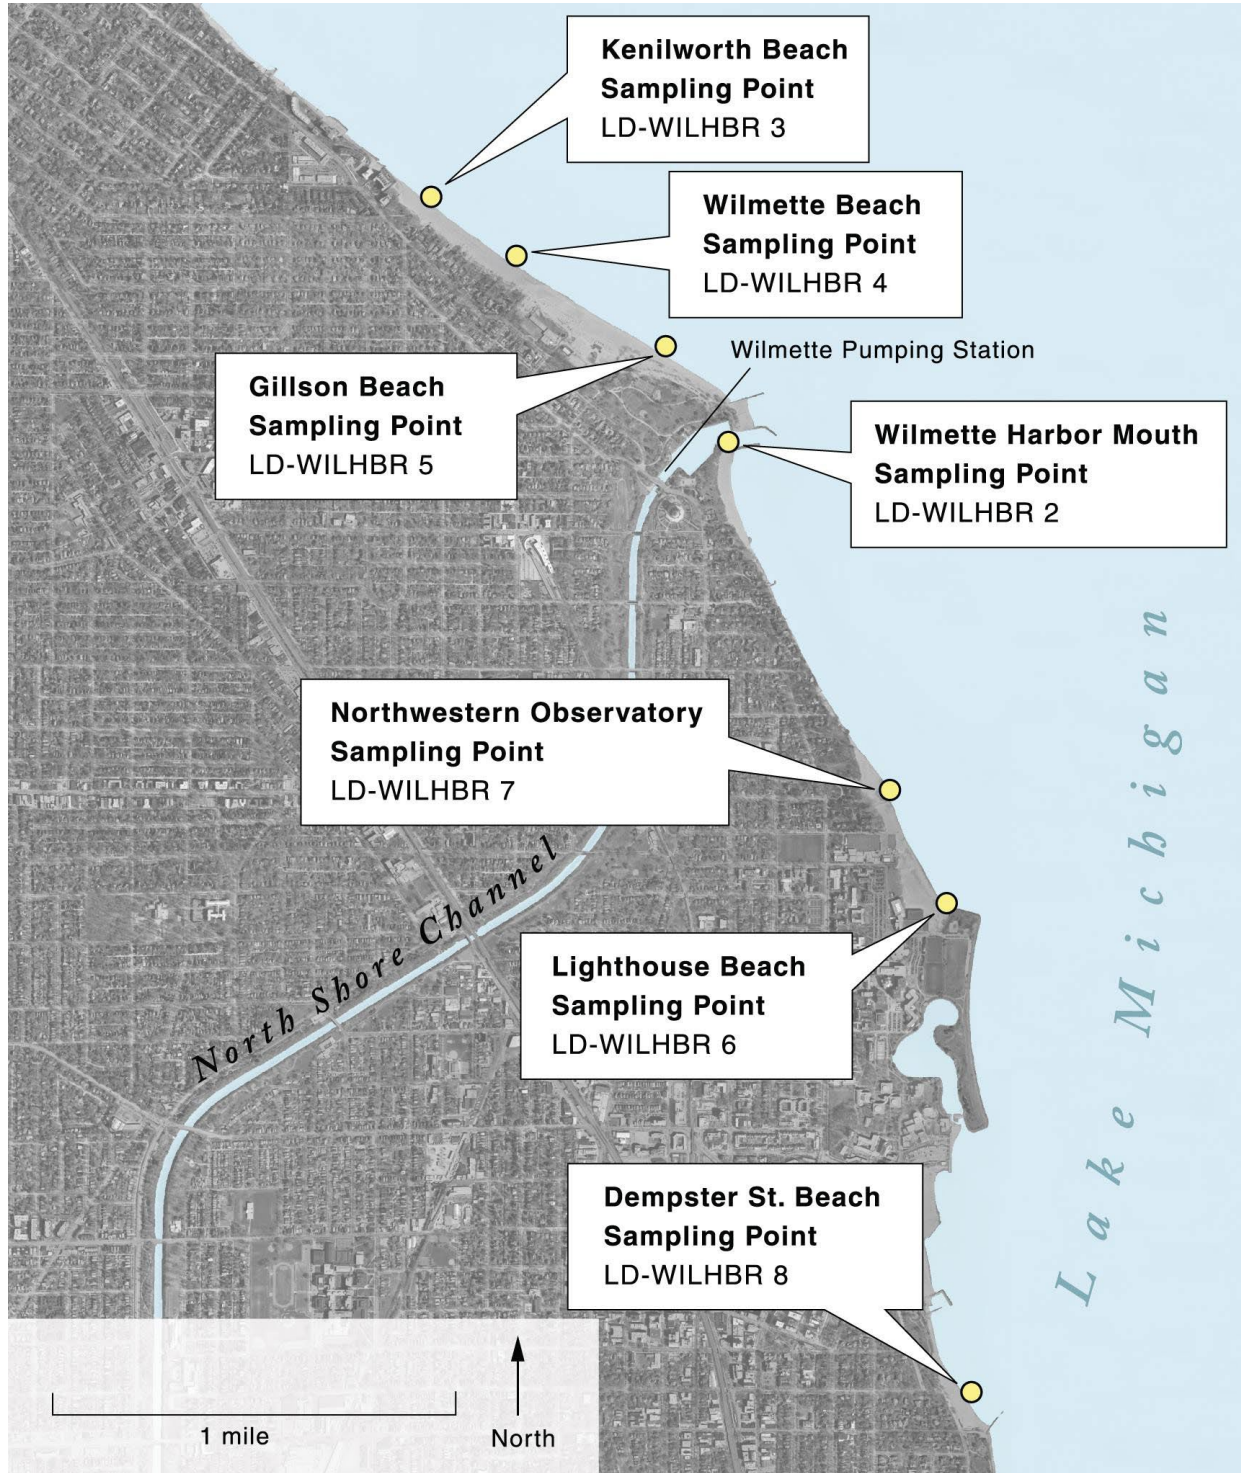 Kenilworth Beach
Sampling Point
LD-WILHBR 3
Wilmette Beach
Sampling Point
LD-WILHBR 4
Wilmette Pumping Station
Gillson Beach
Sampling Point
LD-WILHBR 5
Wilmette Harbor Mouth
Sampling Point
LD-WILHBR 2
Northwestern Observatory
Sampling Point
LD-WILHBR 7
Lake Michigan
North Shore Channel
Lighthouse Beach
Sampling Point
LD-WILHBR 6
Dempster St. Beach
Sampling Point
LD-WILHBR 8
1 mile
North